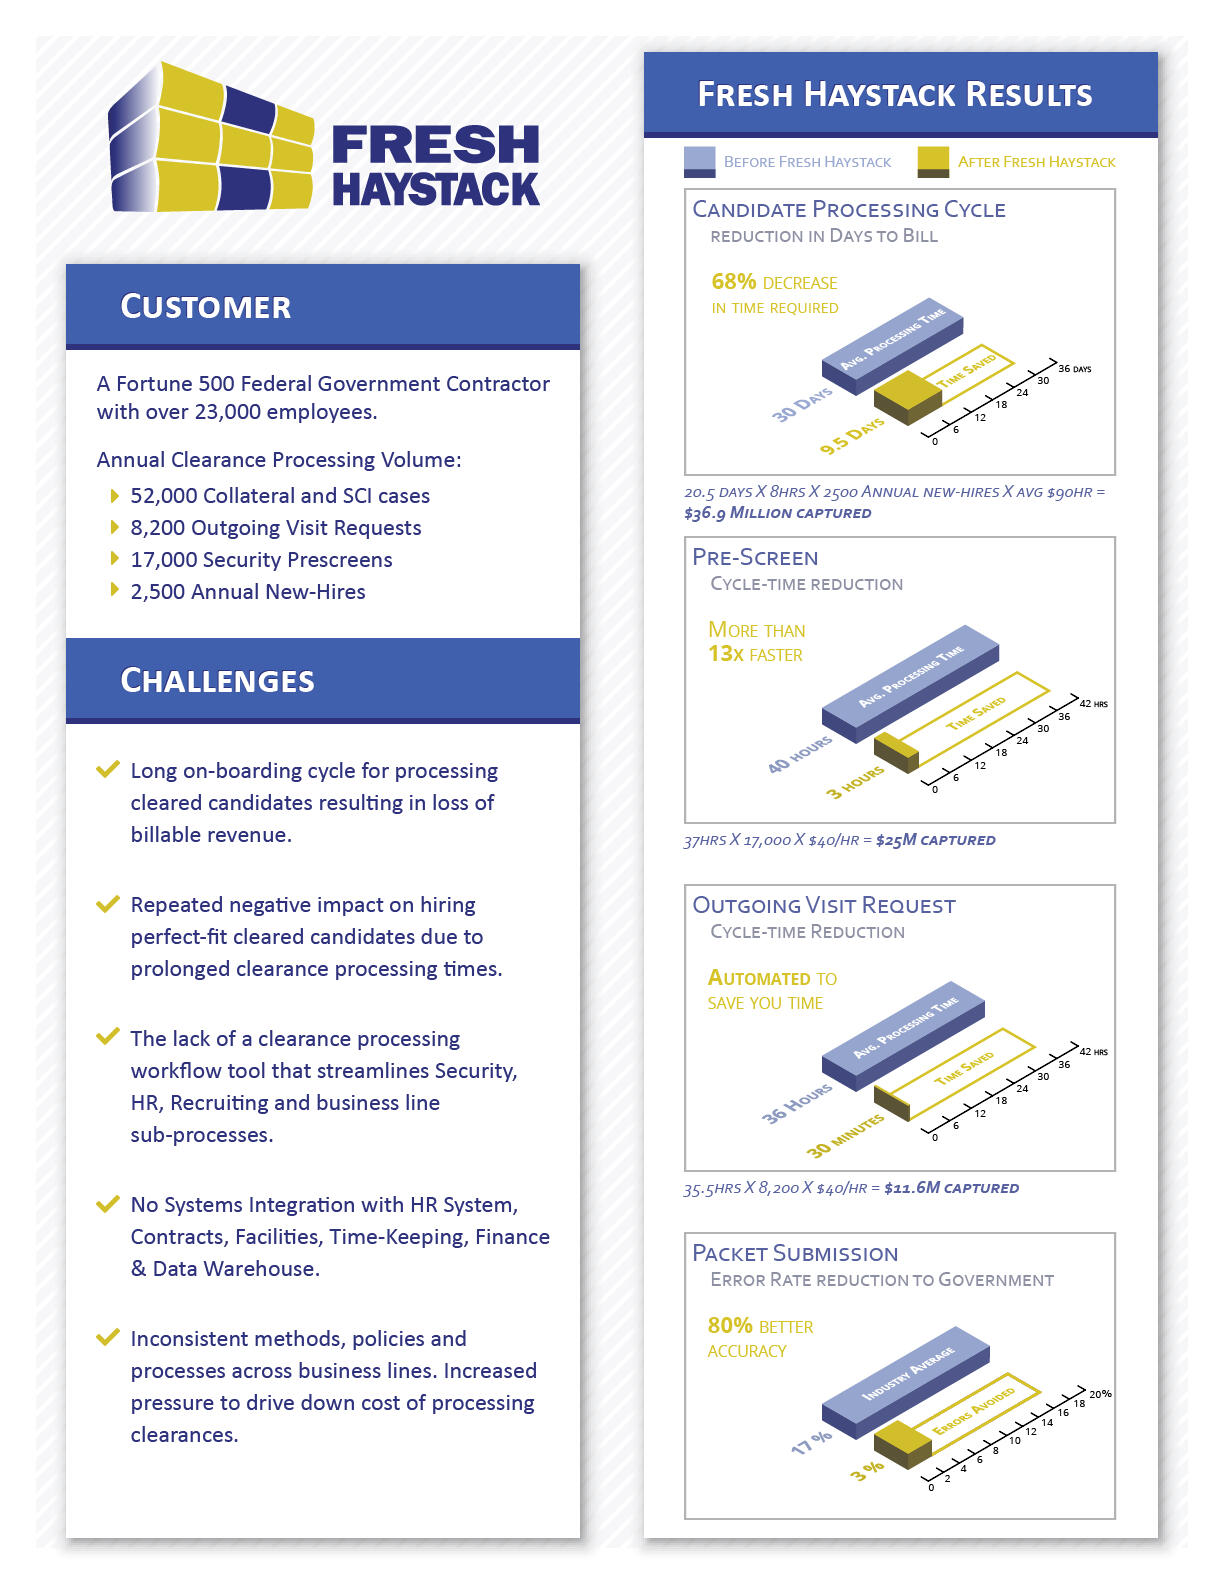 FRESH
HAYSTACK
Customer
A Fortune 500 Federal Government Contractor
with over 23,000 employees.
Annual Clearance Processing Volume:
52,000 Collateral and SCI cases
8,200 Outgoing Visit Requests
17,000 Security Prescreens
2,500 Annual New-Hires
Challenges
Long on-boarding cycle for processing
cleared candidates resulting in loss of
billable revenue.
Repeated negative impact on hiring
perfect-fit cleared candidates due to
prolonged clearance processing times.
The lack of a clearance processing
workflow tool that streamlines Security,
HR, Recruiting and business line
sub-processes.
No Systems Integration with HR System,
Contracts, Facilities, Time-Keeping, Finance
& Data Warehouse.
Inconsistent methods, policies and
processes across business lines. Increased
pressure to drive down cost of processing
clearances.
Fresh Haystack Results
Before Fresh Haystack
After Fresh Haystack
Candidate Processing Cycle
reduction in Days to Bill
68% decrease
in time required
Avg. Processing Time
Time Saved
30 Days
9.5 Days
0 6 12 18 24 30 36 days
20.5 days X 8hrs X 2500 Annual new-hires X avg $90hr =
$36.9 Million captured
Pre-Screen
Cycle-time reduction
More than
13x faster
Avg. Processing Time
Time Saved
40 hours
3 hours
0 6 12 18 24 30 36 42 hrs
37hrs X 17,000 X $40/hr = $25M captured
Outgoing Visit Request
Cycle-time Reduction
Automated to
save you time
Avg. Processing Time
Time Saved
36 Hours
30 minutes
0 6 12 18 24 30 36 42 hrs
35.5hrs X 8,200 X $40/hr = $11.6M captured
Packet Submission
Error Rate reduction to Government
80% better
accuracy
Industry Average
Errors Avoided
17 %
3 %
0 2 4 6 8 10 12 14 16 18 20%